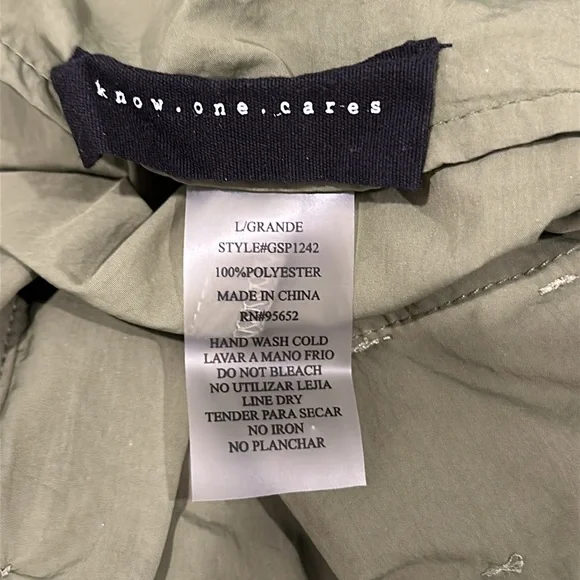 know.one.cares
L/GRANDE
STYLE#GSP1242
100%POLYESTER
MADE IN CHINA
RN#95652
HAND WASH COLD
LAVAR A MANO FRIO
DO NOT BLEACH
NO UTILIZAR LEJIA
LINE DRY
TENDER PARA SECAR
NO IRON
NO PLANCHAR